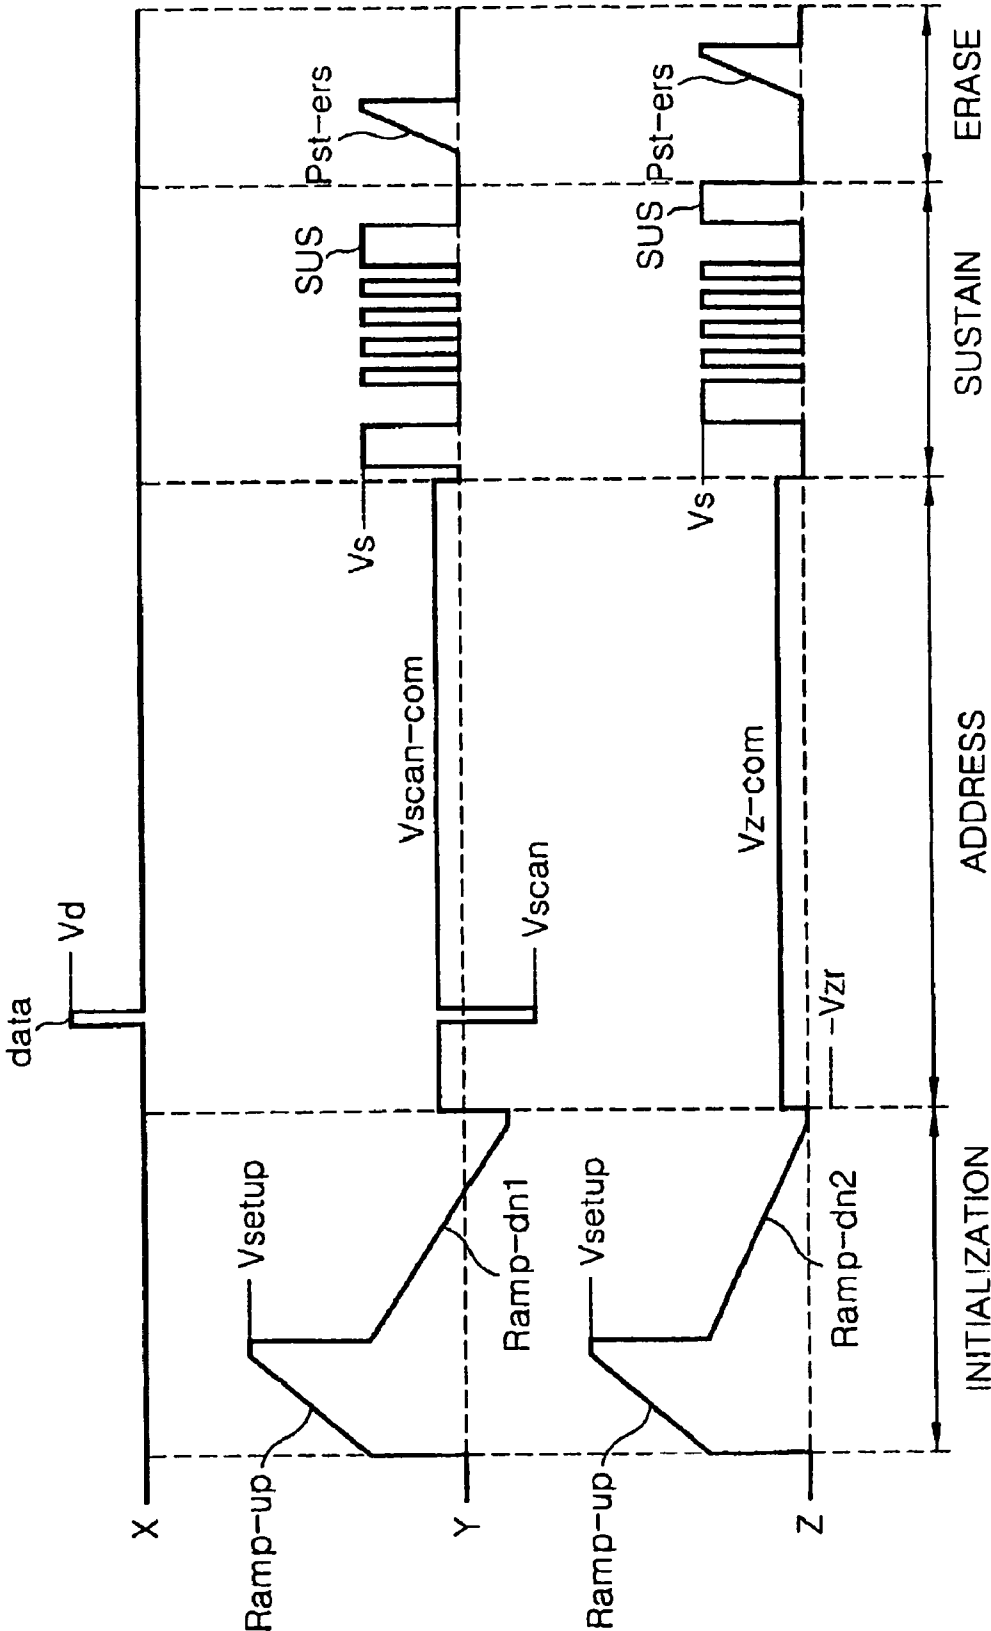 data
Vd
X
Ramp-up
Vsetup
Ramp-dn1
Vscan-com
Vscan
Vs
SUS
Pst-ers
Y
Ramp-up
Vsetup
Ramp-dn2
-Vzr
Vz-com
Vs
SUS
Pst-ers
Z
INITIALIZATION
ADDRESS
SUSTAIN
ERASE